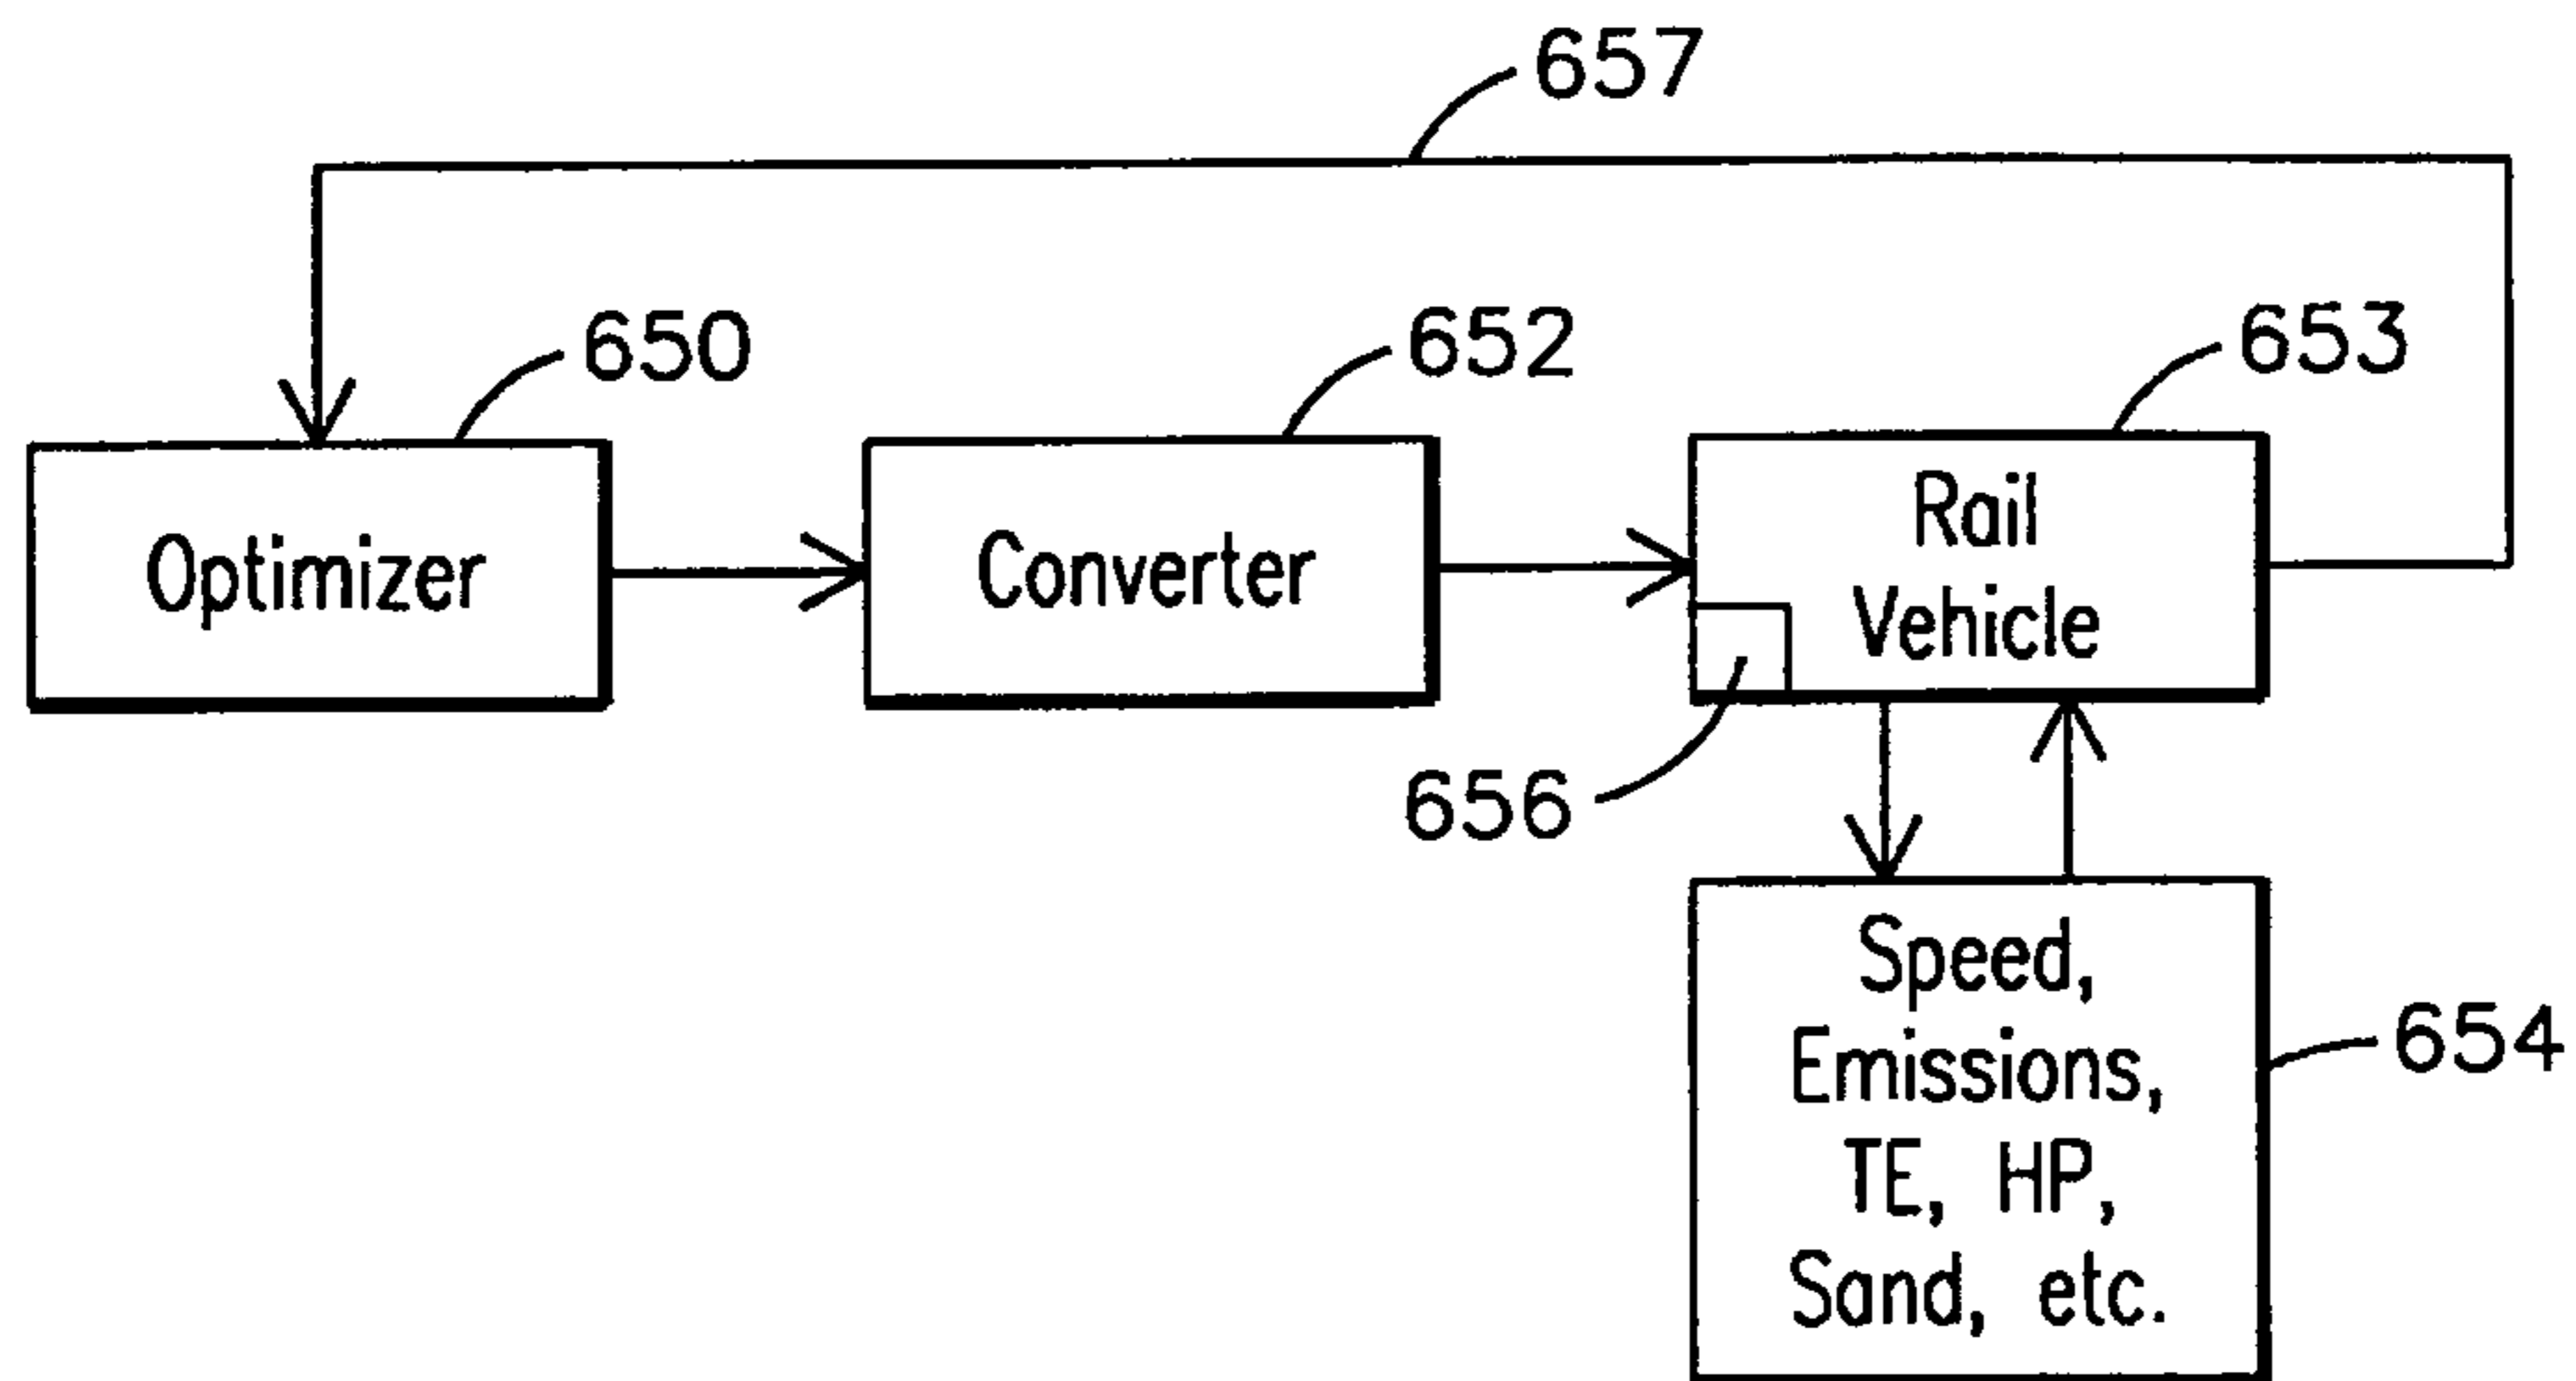 657
650
652
653
Optimizer
Converter
Rail
Vehicle
656
Speed,
Emissions,
TE, HP,
Sand, etc.
654